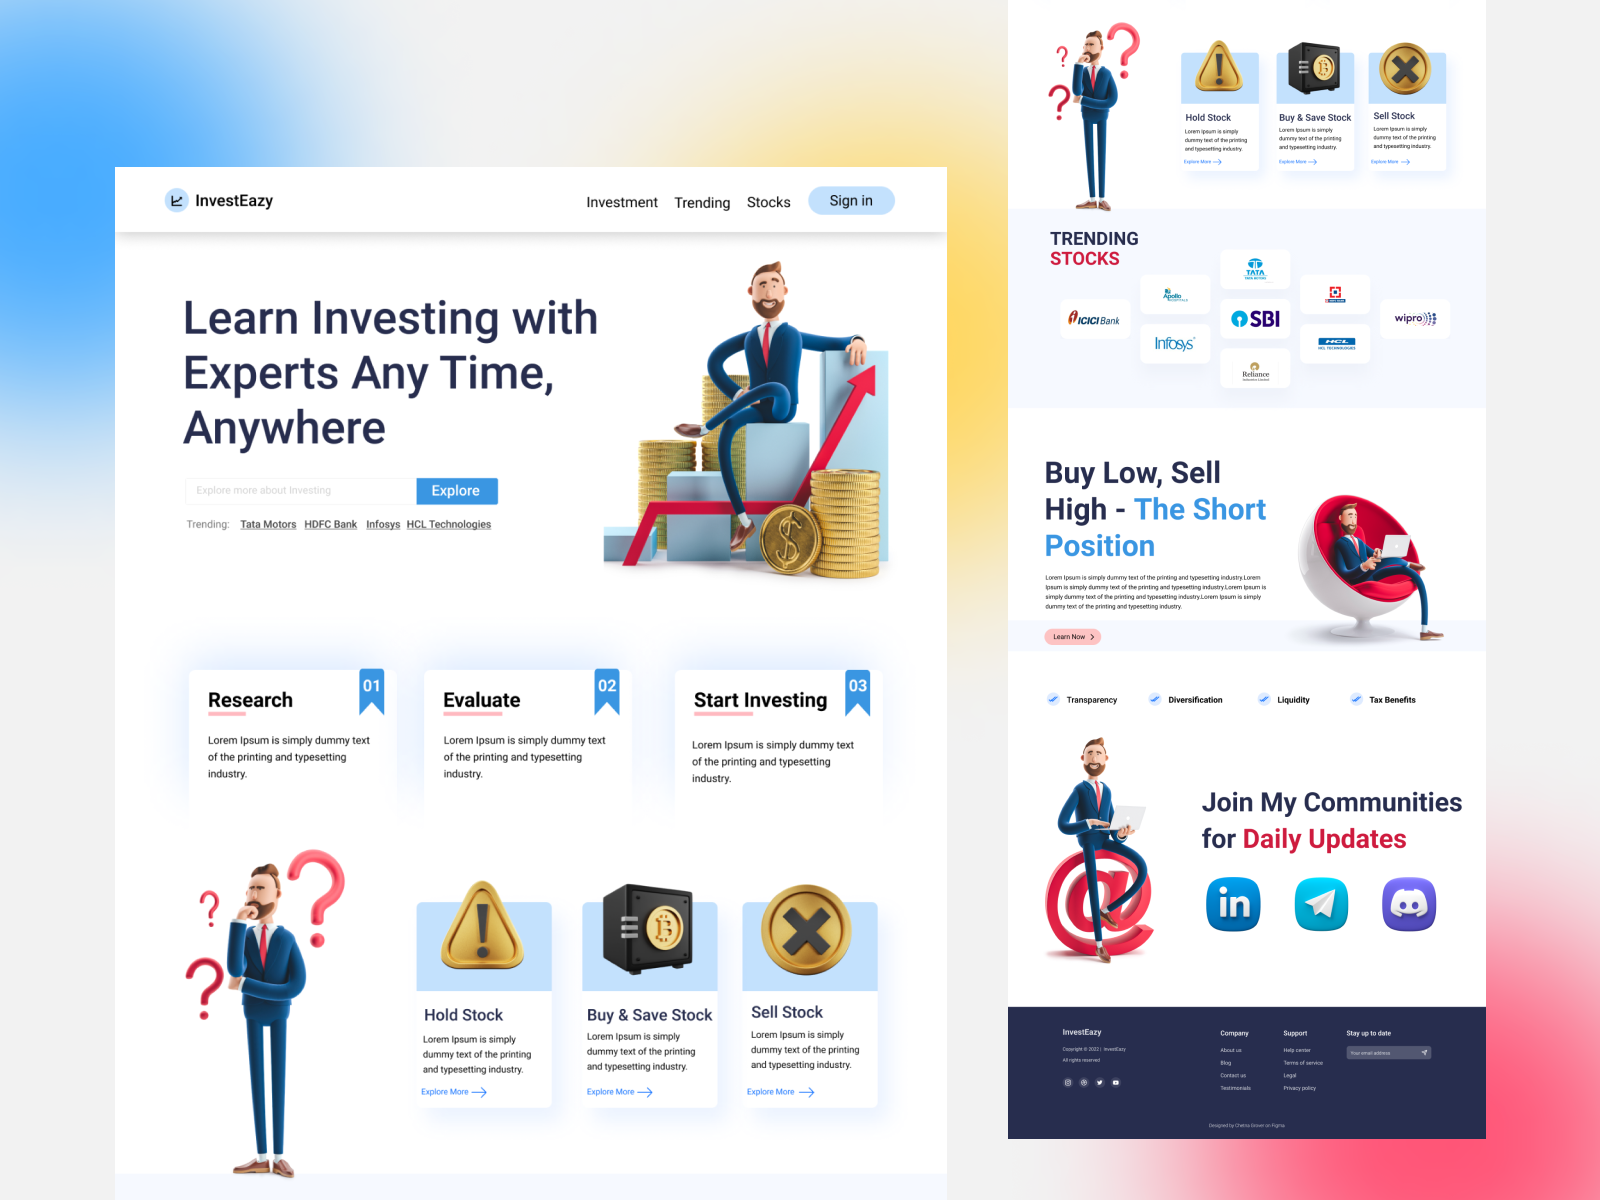 InvestEazy
Investment Trending Stocks Sign in
Learn Investing with
Experts Any Time,
Anywhere
Explore more about Investing Explore
Trending: Tata Motors HDFC Bank Infosys HCL Technologies
Research 01
Lorem Ipsum is simply dummy text
of the printing and typesetting
industry.
Evaluate 02
Lorem Ipsum is simply dummy text
of the printing and typesetting
industry.
Start Investing 03
Lorem Ipsum is simply dummy text
of the printing and typesetting
industry.
Hold Stock
Lorem Ipsum is simply
dummy text of the printing
and typesetting industry.
Explore More
Buy & Save Stock
Lorem Ipsum is simply
dummy text of the printing
and typesetting industry.
Explore More
Sell Stock
Lorem Ipsum is simply
dummy text of the printing
and typesetting industry.
Explore More
Hold Stock
Lorem Ipsum is simply
dummy text of the printing
and typesetting industry.
Explore More
Buy & Save Stock
Lorem Ipsum is simply
dummy text of the printing
and typesetting industry.
Explore More
Sell Stock
Lorem Ipsum is simply
dummy text of the printing
and typesetting industry.
Explore More
TRENDING
STOCKS
ICICI Bank
Apollo
HOSPITALS
Infosys
TATA
TATA MOTORS
SBI
Reliance
Industries Limited
HCL
HCL TECHNOLOGIES
wipro
Buy Low, Sell
High - The Short
Position
Lorem Ipsum is simply dummy text of the printing and typesetting industry.Lorem
Ipsum is simply dummy text of the printing and typesetting industry.Lorem Ipsum is
simply dummy text of the printing and typesetting industry.Lorem Ipsum is simply
dummy text of the printing and typesetting industry.
Learn Now
Transparency Diversification Liquidity Tax Benefits
Join My Communities
for Daily Updates
in
InvestEazy
Copyright © 2022 | InvestEazy
All rights reserved
Company
About us
Blog
Contact us
Testimonials
Support
Help center
Terms of service
Legal
Privacy policy
Stay up to date
Your email address
Designed by Chetna Grover on Figma